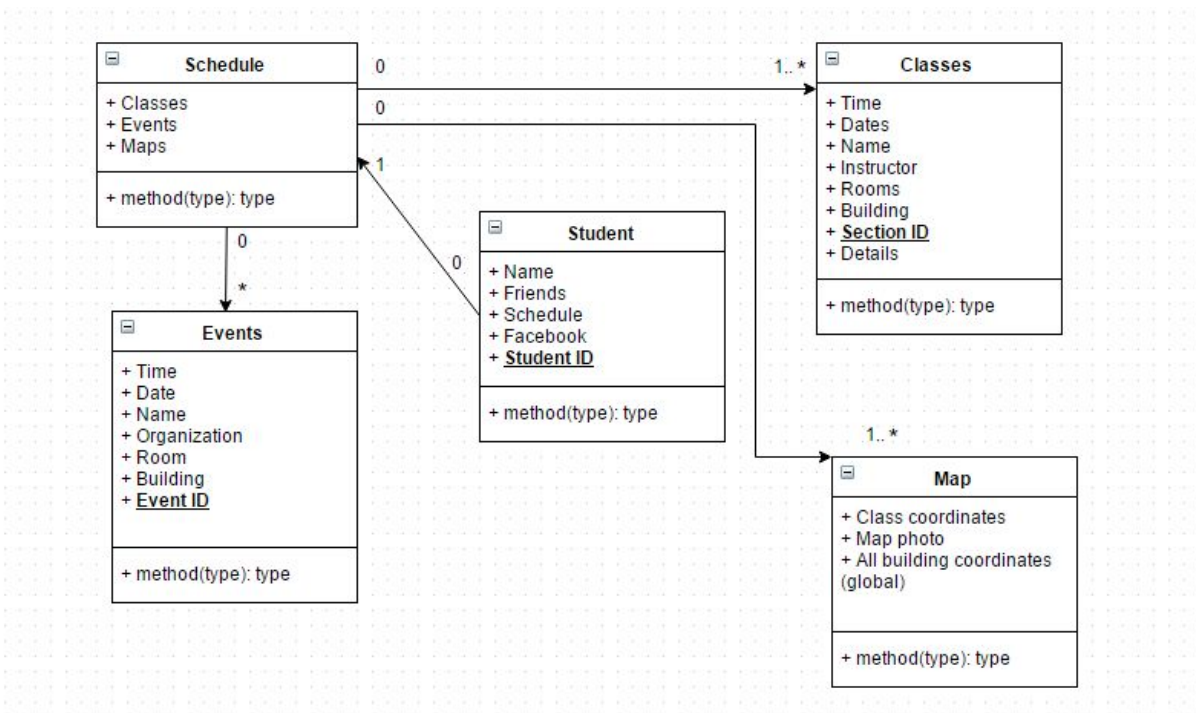 Schedule
+ Classes
+ Events
+ Maps
+ method(type): type
0
1.. *
0
1
0
*
0
Classes
+ Time
+ Dates
+ Name
+ Instructor
+ Rooms
+ Building
+ Section ID
+ Details
+ method(type): type
Student
+ Name
+ Friends
+ Schedule
+ Facebook
+ Student ID
+ method(type): type
Events
+ Time
+ Date
+ Name
+ Organization
+ Room
+ Building
+ Event ID
+ method(type): type
1.. *
Map
+ Class coordinates
+ Map photo
+ All building coordinates
(global)
+ method(type): type